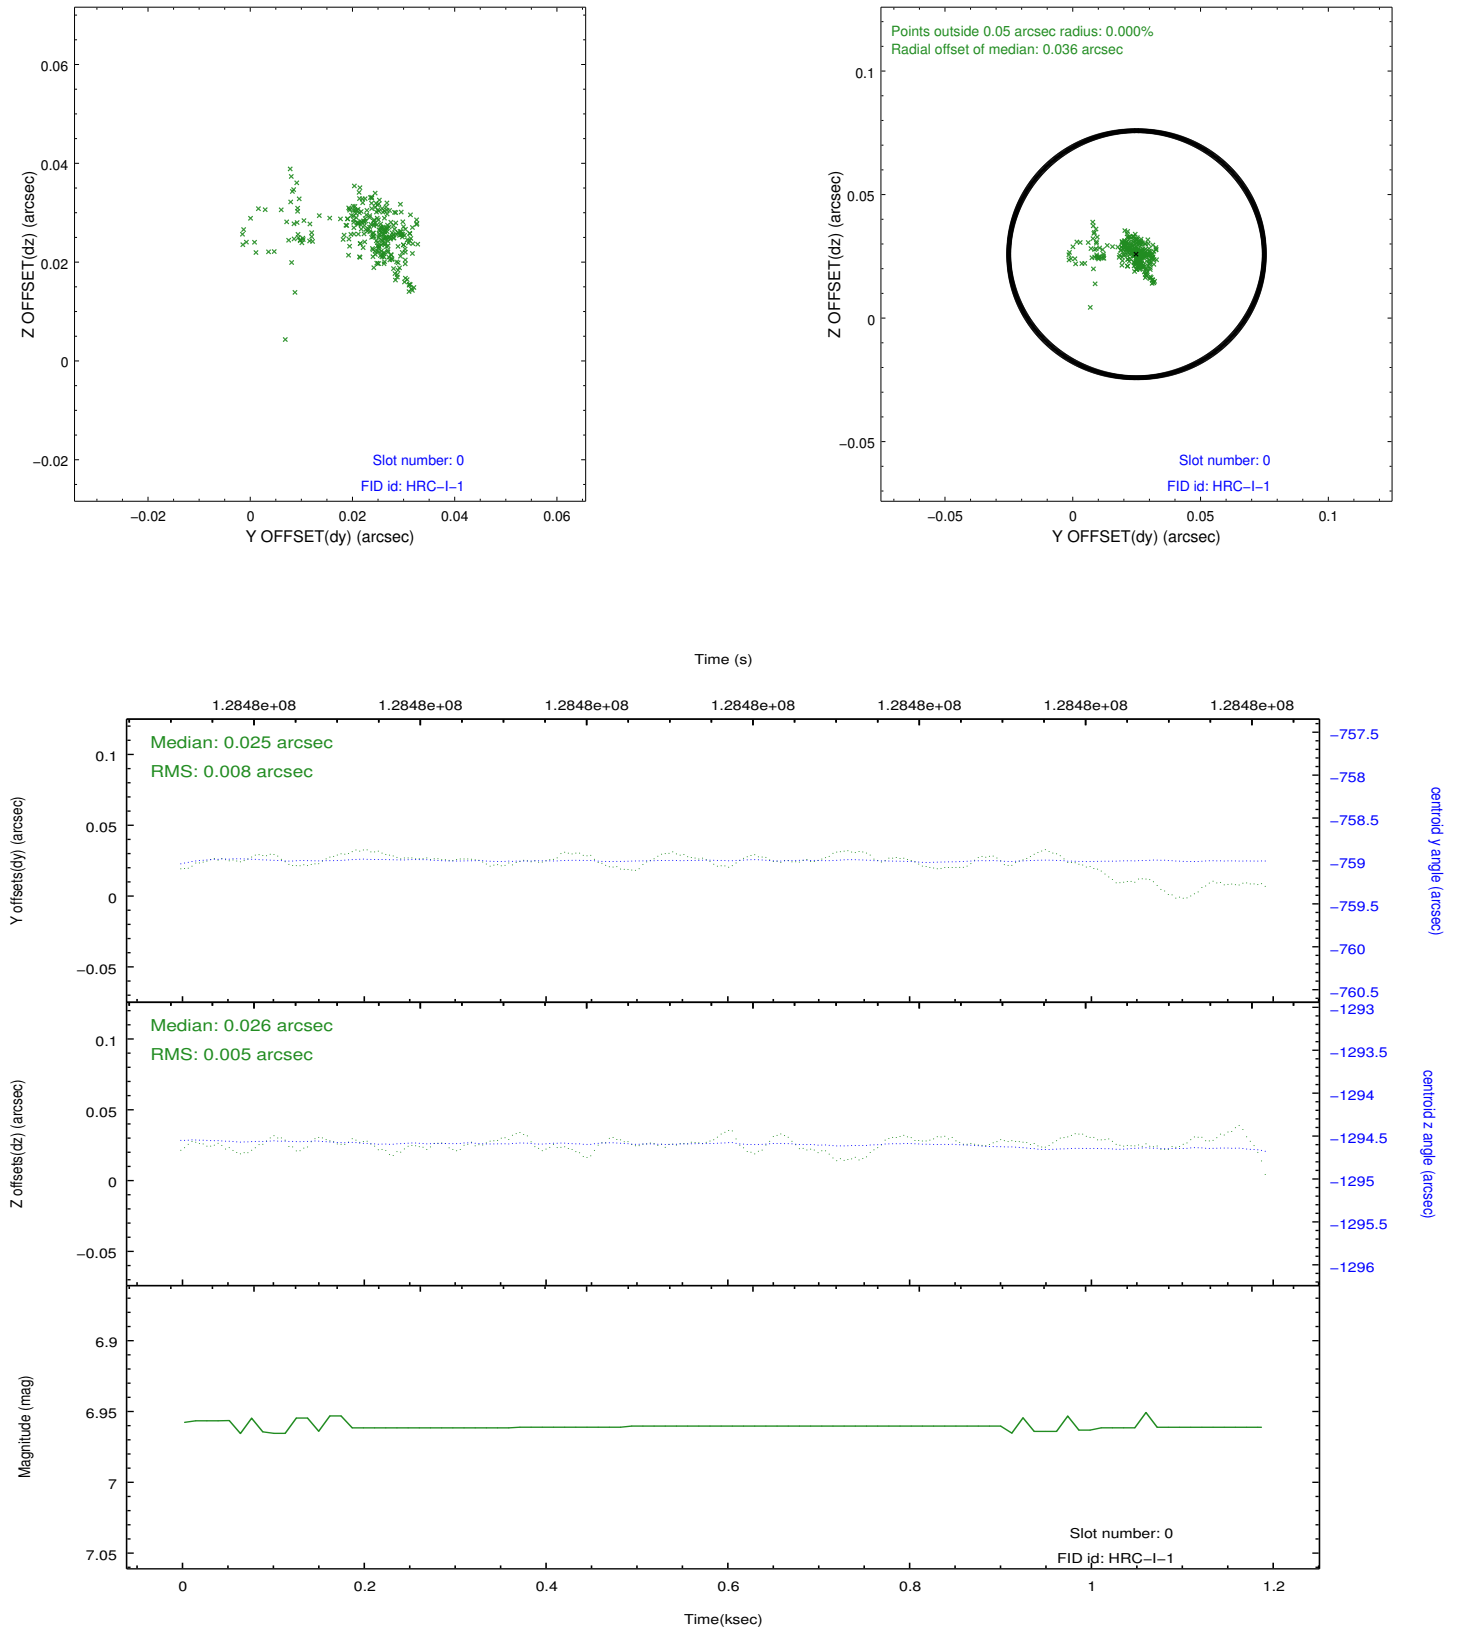 0.06
0.04
0.02
0
−0.02
Z OFFSET(dz) (arcsec)
Slot number: 0
FID id: HRC−I−1
−0.02 0 0.02 0.04 0.06
Y OFFSET(dy) (arcsec)
Points outside 0.05 arcsec radius: 0.000%
Radial offset of median: 0.036 arcsec
0.1
0.05
0
−0.05
Z OFFSET(dz) (arcsec)
Slot number: 0
FID id: HRC−I−1
−0.05 0 0.05 0.1
Y OFFSET(dy) (arcsec)
Time (s)
1.2848e+08 1.2848e+08 1.2848e+08 1.2848e+08 1.2848e+08 1.2848e+08 1.2848e+08
Median: 0.025 arcsec
RMS: 0.008 arcsec
0.1
0.05
0
−0.05
Y offsets(dy) (arcsec)
−757.5
−758
−758.5
−759
−759.5
−760
−760.5
centroid y angle (arcsec)
Median: 0.026 arcsec
RMS: 0.005 arcsec
0.1
0.05
0
−0.05
Z offsets(dz) (arcsec)
−1293
−1293.5
−1294
−1294.5
−1295
−1295.5
−1296
centroid z angle (arcsec)
6.9
6.95
7
7.05
Magnitude (mag)
Slot number: 0
FID id: HRC−I−1
0 0.2 0.4 0.6 0.8 1 1.2
Time(ksec)